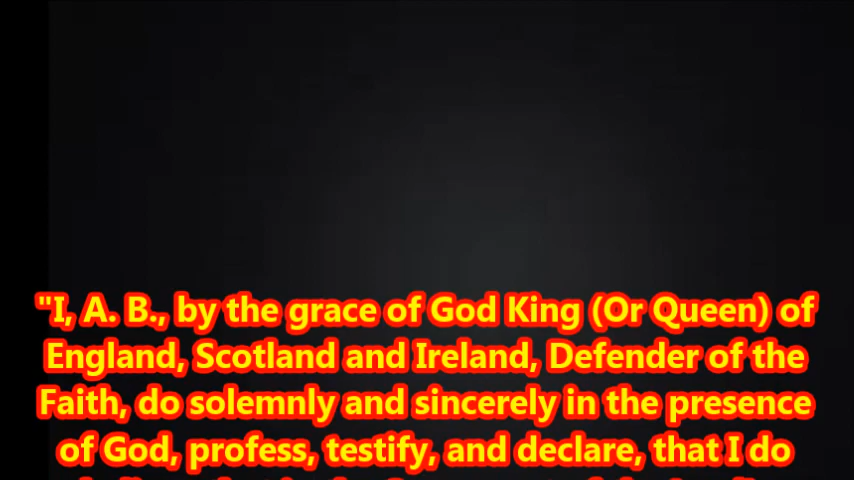 "I, A. B., by the grace of God King (Or Queen) of
England, Scotland and Ireland, Defender of the
Faith, do solemnly and sincerely in the presence
of God, profess, testify, and declare, that I do